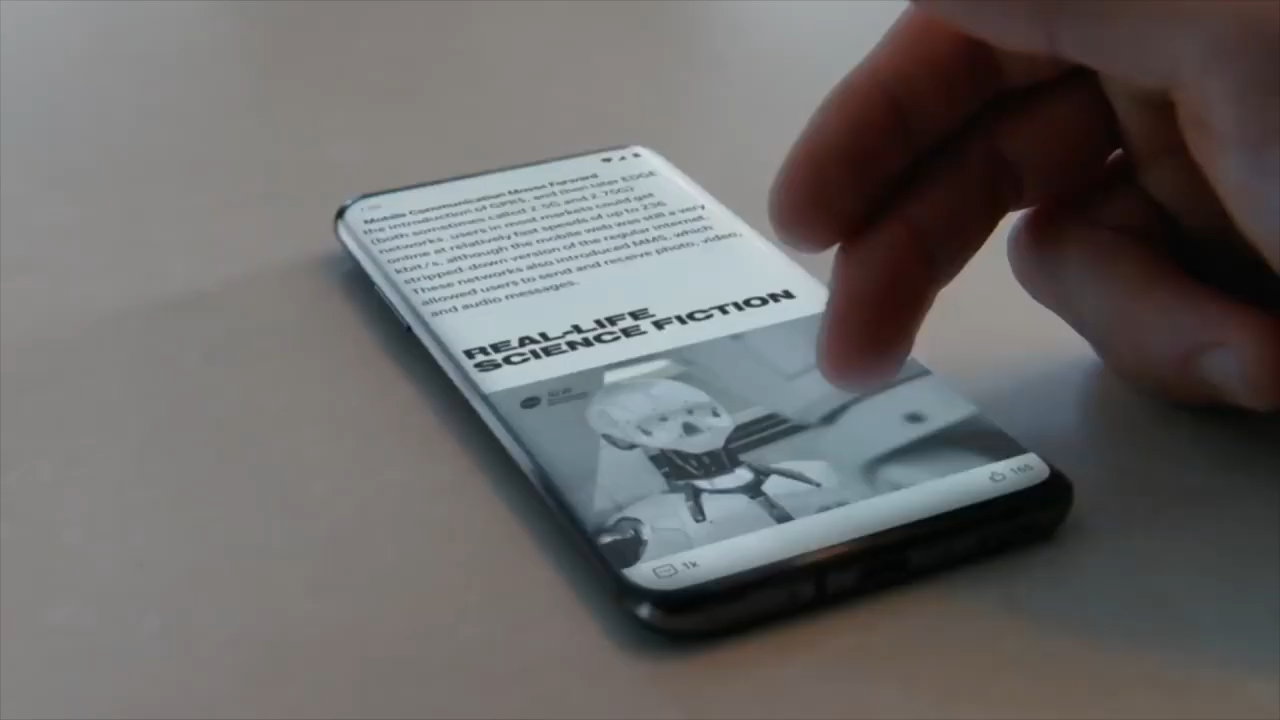 Mobile Communication Moves Forward
the introduction of GPRS, and then later EDGE
(both sometimes called 2.5G and 2.75G)
networks, users in most markets could get
online at relatively fast speeds of up to 236
kbit/s, although the mobile web was still a very
stripped-down version of the regular internet.
These networks also introduced MMS, which
allowed users to send and receive photo, video,
and audio messages.
REAL-LIFE
SCIENCE FICTION
1k
168